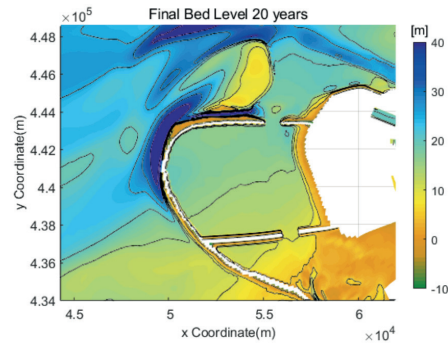 × 10⁵ Final Bed Level 20 years
[m]
4.48
4.46
4.44
4.42
4.4
4.38
4.36
4.34
y Coordinate(m)
4.5 5 5.5 6
x Coordinate(m) × 10⁴
40
30
20
10
0
-10